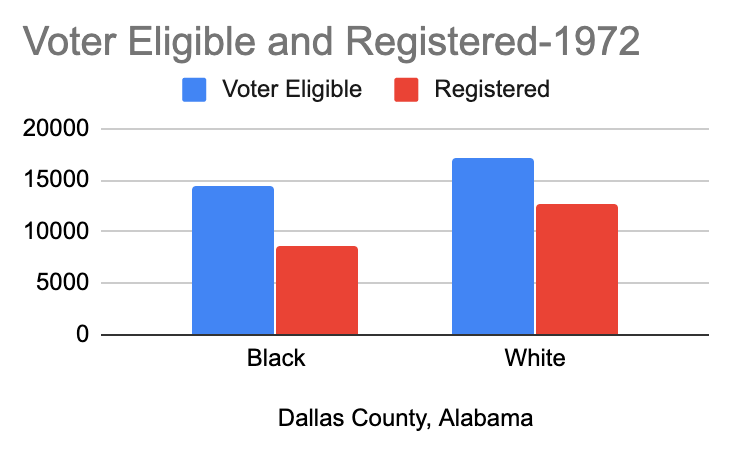 Voter Eligible and Registered-1972
Voter Eligible Registered
20000
15000
10000
5000
0
Black White
Dallas County, Alabama